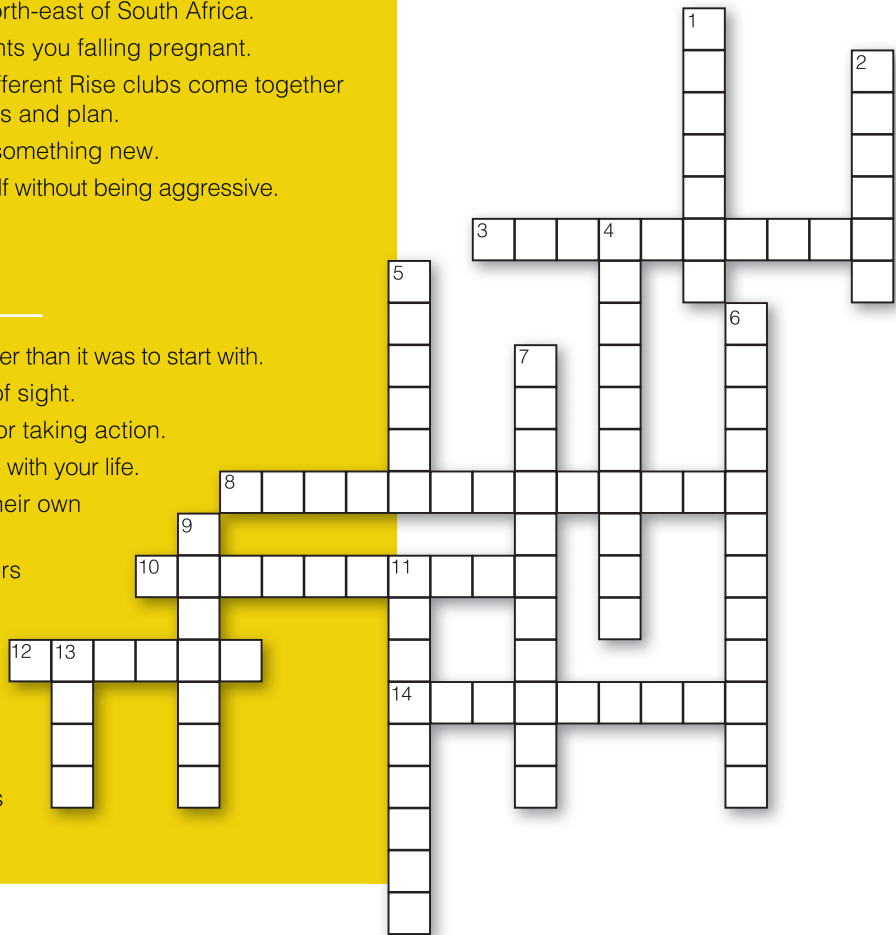 rth-east of South Africa.
nts you falling pregnant.
fferent Rise clubs come together
s and plan.
something new.
lf without being aggressive.
er than it was to start with.
of sight.
or taking action.
with your life.
heir own
rs
s
1
2
3 4
5
6
7
8
9
10 11
12 13
14